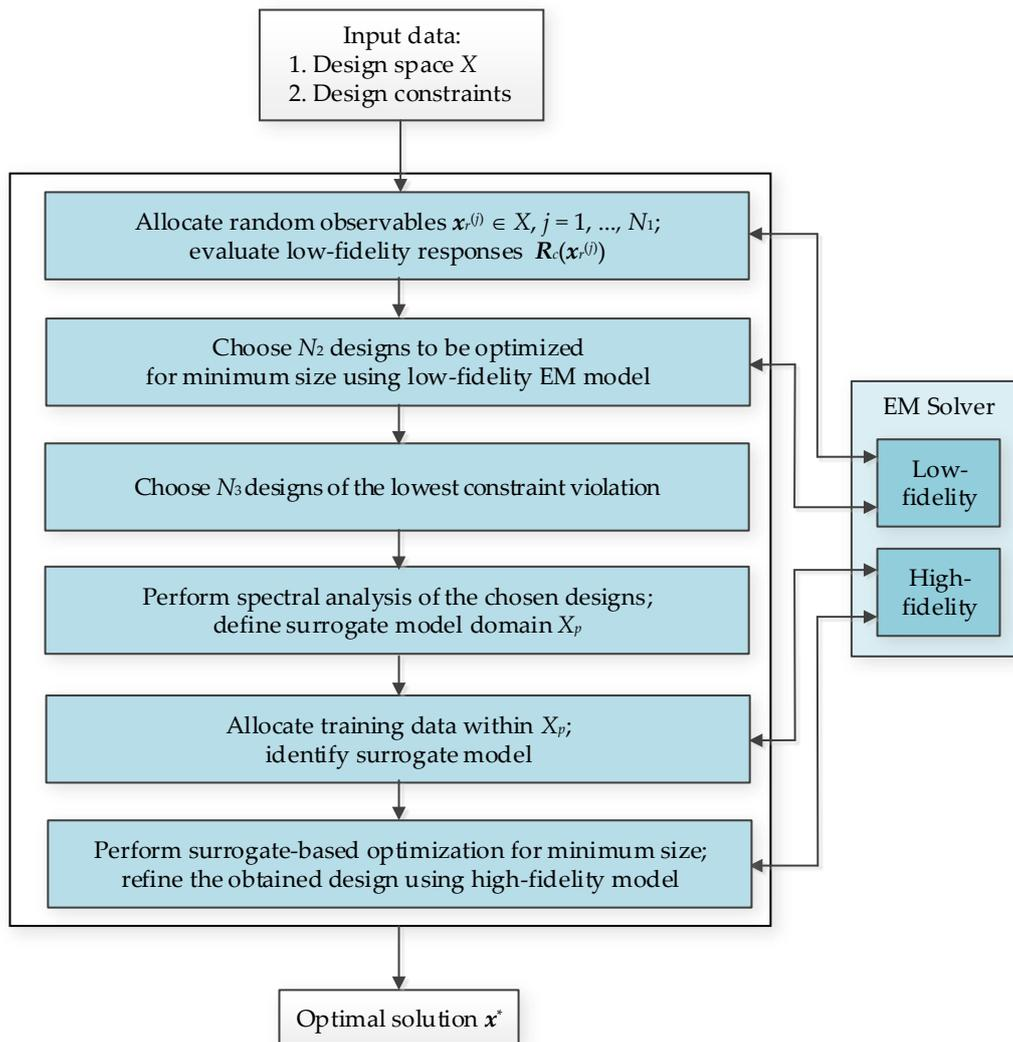 Input data:
1. Design space X
2. Design constraints
Allocate random observables xᵣ⁽ʲ⁾ ∈ X, j = 1, ..., N₁;
evaluate low-fidelity responses R꜀(xᵣ⁽ʲ⁾)
Choose N₂ designs to be optimized
for minimum size using low-fidelity EM model
Choose N₃ designs of the lowest constraint violation
Perform spectral analysis of the chosen designs;
define surrogate model domain Xₚ
Allocate training data within Xₚ;
identify surrogate model
Perform surrogate-based optimization for minimum size;
refine the obtained design using high-fidelity model
Optimal solution x*
EM Solver
Low-
fidelity
High-
fidelity